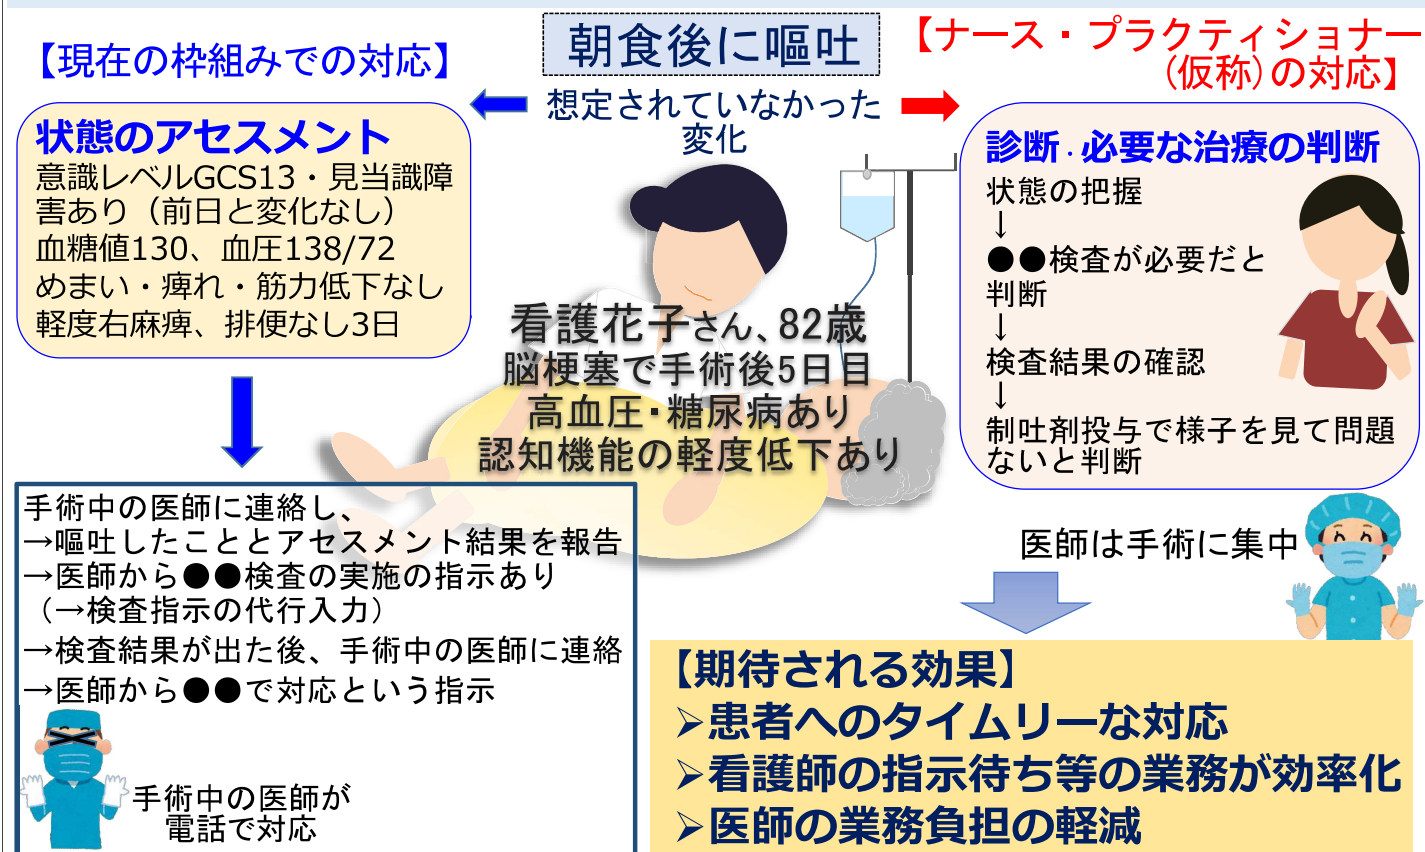 朝食後に嘔吐
想定されていなかった
変化
【現在の枠組みでの対応】
状態のアセスメント
意識レベルGCS13・見当識障
害あり（前日と変化なし）
血糖値130、血圧138/72
めまい・痺れ・筋力低下なし
軽度右麻痺、排便なし3日
手術中の医師に連絡し、
→嘔吐したこととアセスメント結果を報告
→医師から●●検査の実施の指示あり
（→検査指示の代行入力）
→検査結果が出た後、手術中の医師に連絡
→医師から●●で対応という指示
手術中の医師が
電話で対応
看護花子さん、82歳
脳梗塞で手術後5日目
高血圧・糖尿病あり
認知機能の軽度低下あり
【ナース・プラクティショナー
（仮称）の対応】
診断．必要な治療の判断
状態の把握
↓
●●検査が必要だと
判断
↓
検査結果の確認
↓
制吐剤投与で様子を見て問題
ないと判断
医師は手術に集中
【期待される効果】
➢患者へのタイムリーな対応
➢看護師の指示待ち等の業務が効率化
➢医師の業務負担の軽減